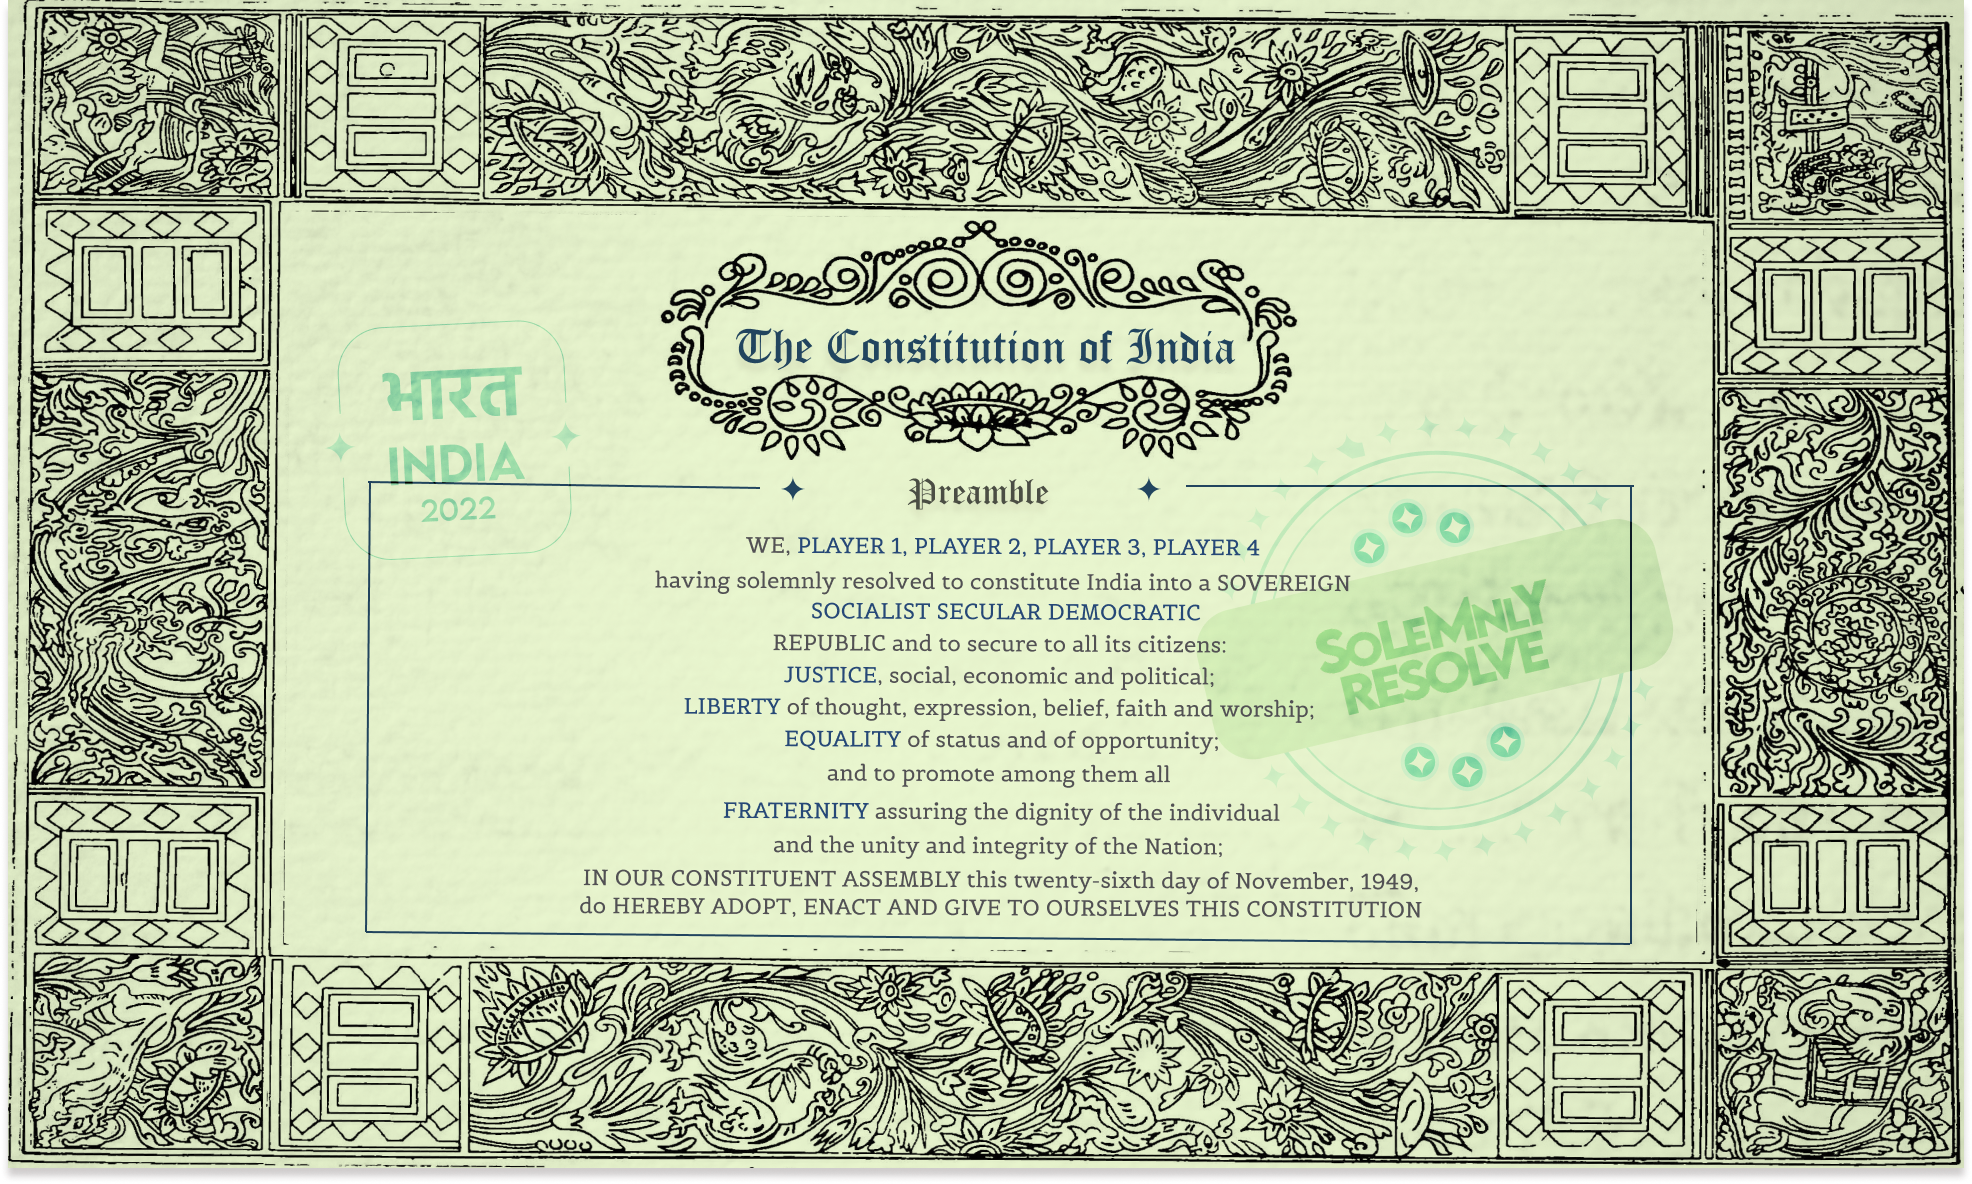 The Constitution of India
भारत
INDIA
2022
Preamble
WE, PLAYER 1, PLAYER 2, PLAYER 3, PLAYER 4
having solemnly resolved to constitute India into a SOVEREIGN
SOCIALIST SECULAR DEMOCRATIC
REPUBLIC and to secure to all its citizens:
JUSTICE, social, economic and political;
LIBERTY of thought, expression, belief, faith and worship;
EQUALITY of status and of opportunity;
and to promote among them all
FRATERNITY assuring the dignity of the individual
and the unity and integrity of the Nation;
IN OUR CONSTITUENT ASSEMBLY this twenty-sixth day of November, 1949,
do HEREBY ADOPT, ENACT AND GIVE TO OURSELVES THIS CONSTITUTION
SOLEMNLY
RESOLVE